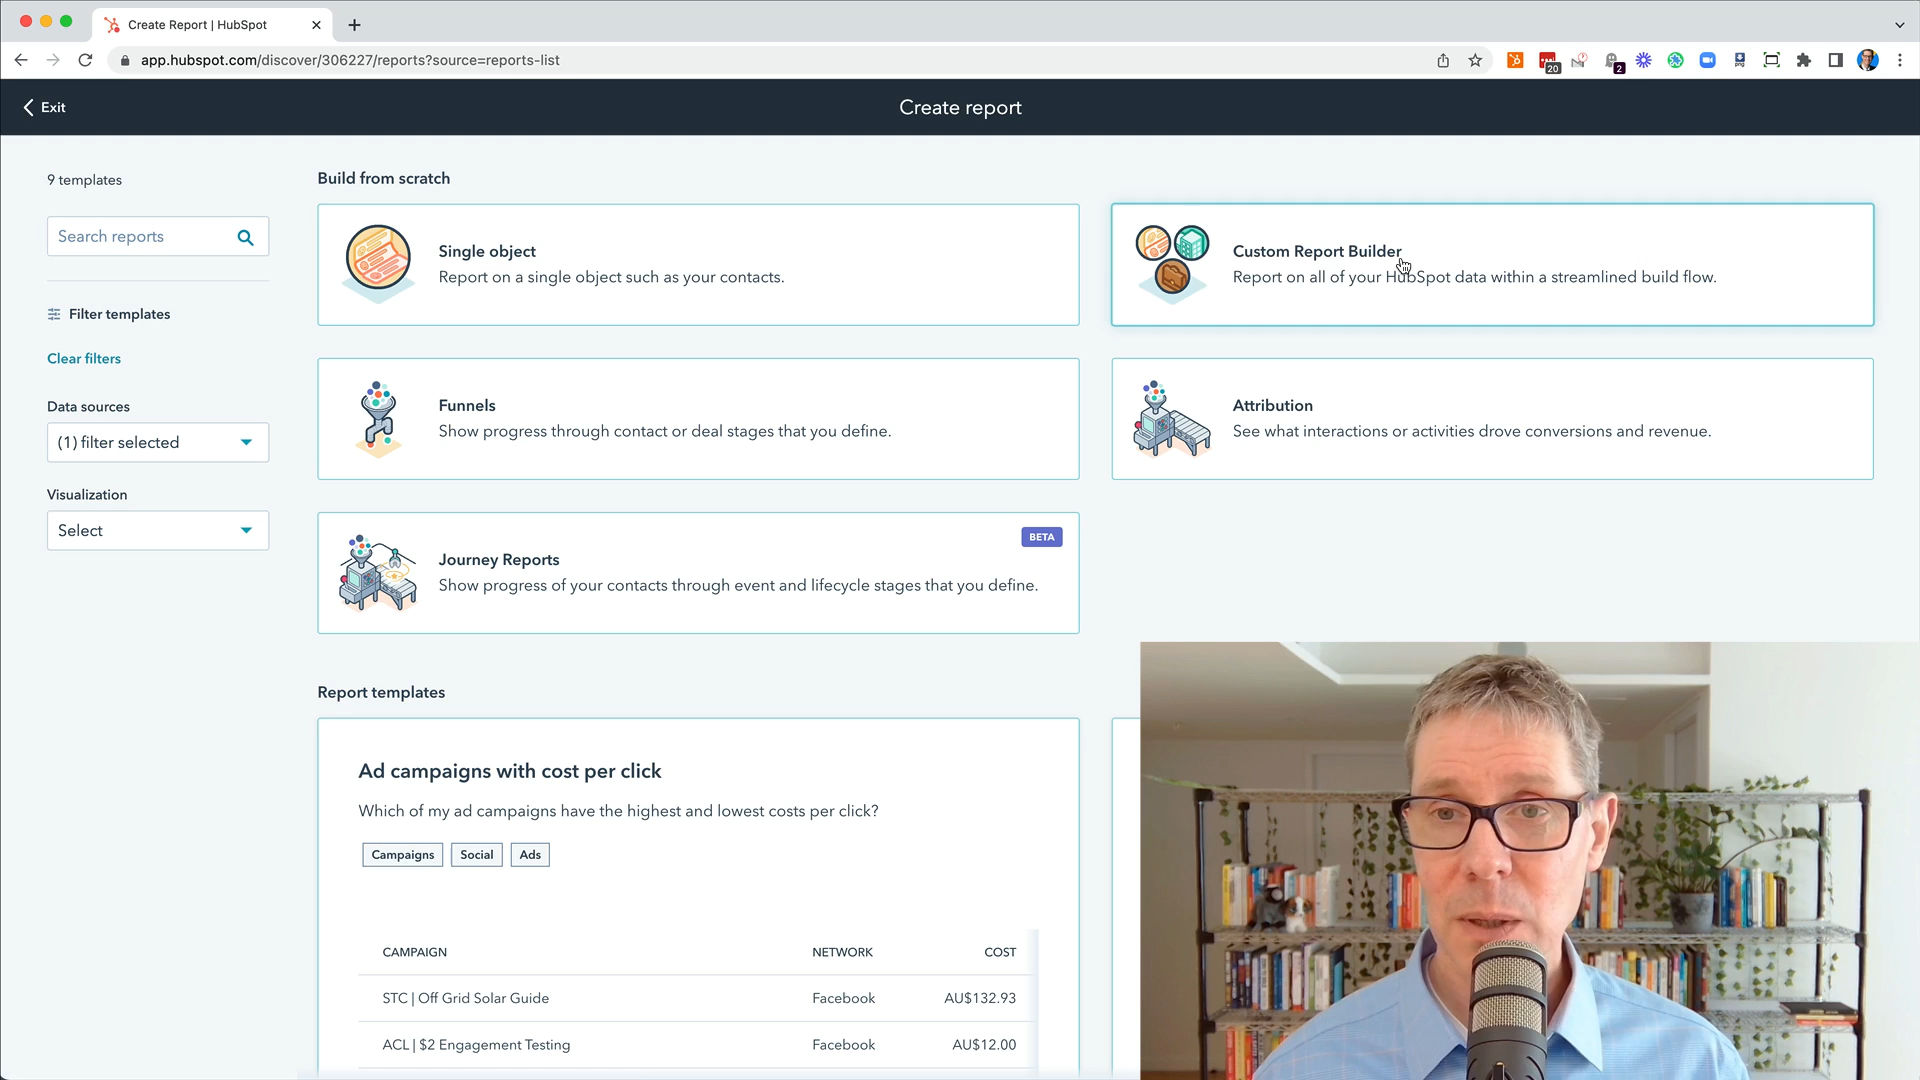 Create Report | HubSpot
app.hubspot.com/discover/306227/reports?source=reports-list
20
2
Exit
Create report
9 templates
Search reports
Filter templates
Clear filters
Data sources
(1) filter selected
Visualization
Select
Build from scratch
Single object
Report on a single object such as your contacts.
Custom Report Builder
Report on all of your HubSpot data within a streamlined build flow.
Funnels
Show progress through contact or deal stages that you define.
Attribution
See what interactions or activities drove conversions and revenue.
BETA
Journey Reports
Show progress of your contacts through event and lifecycle stages that you define.
Report templates
Ad campaigns with cost per click
Which of my ad campaigns have the highest and lowest costs per click?
Campaigns Social Ads
CAMPAIGN NETWORK COST
STC | Off Grid Solar Guide Facebook AU$132.93
ACL | $2 Engagement Testing Facebook AU$12.00